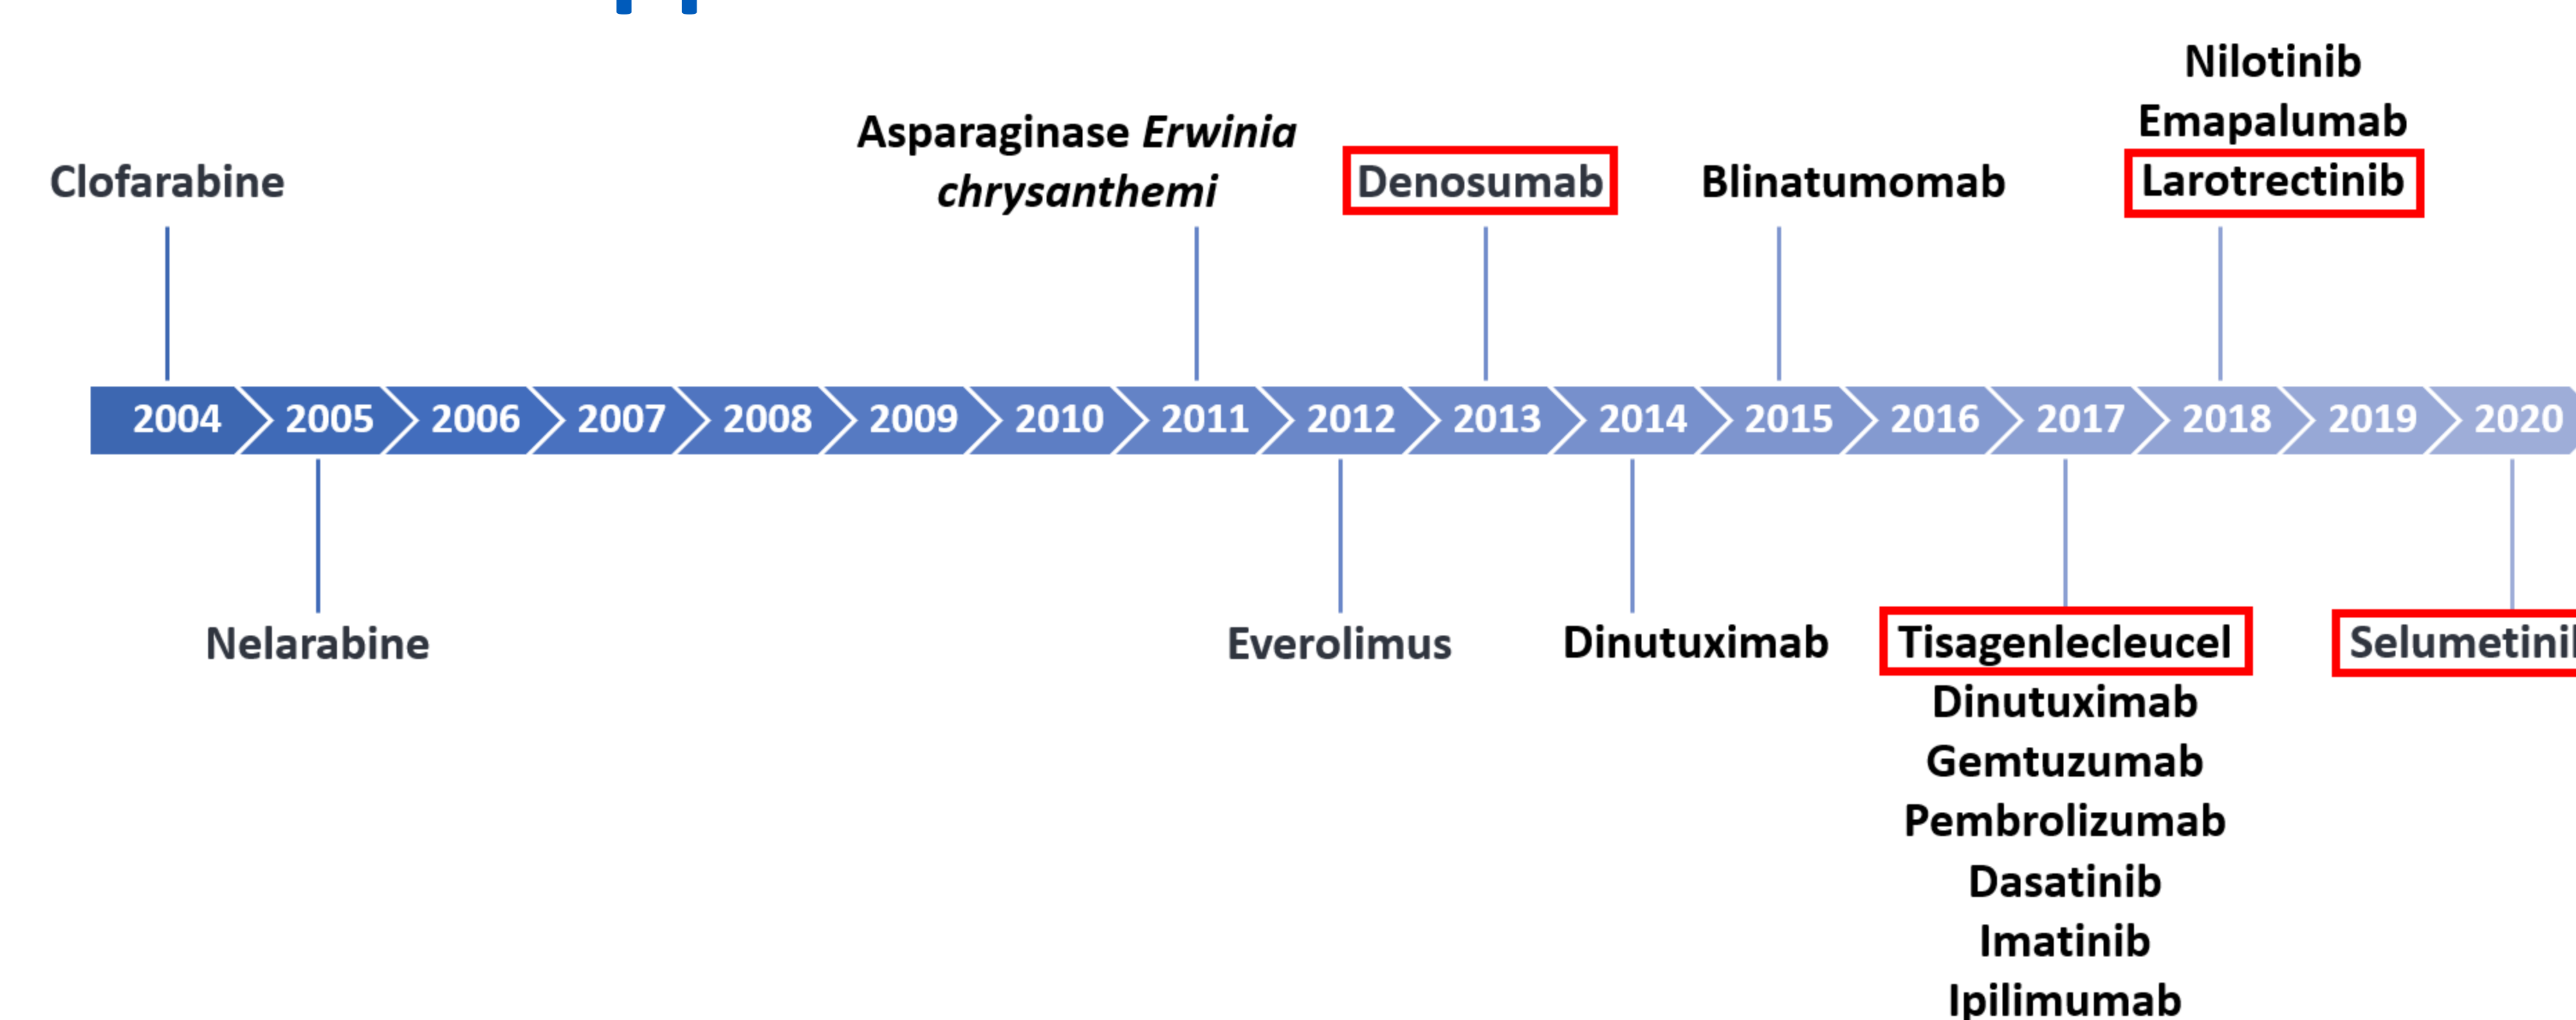 Nilotinib
Emapalumab
Asparaginase Erwinia
chrysanthemi
Clofarabine
Denosumab
Blinatumomab
Larotrectinib
2004 2005 2006 2007 2008 2009 2010 2011 2012 2013 2014 2015 2016 2017 2018 2019 2020
Nelarabine
Everolimus
Dinutuximab
Tisagenlecleucel
Selumetini
Dinutuximab
Gemtuzumab
Pembrolizumab
Dasatinib
Imatinib
Ipilimumab